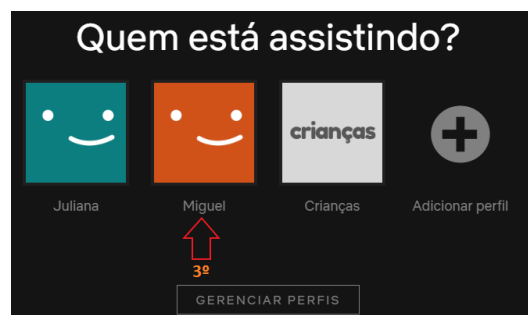 Quem está assistindo?
crianças
Juliana Miguel Crianças Adicionar perfil
3º
GERENCIAR PERFIS